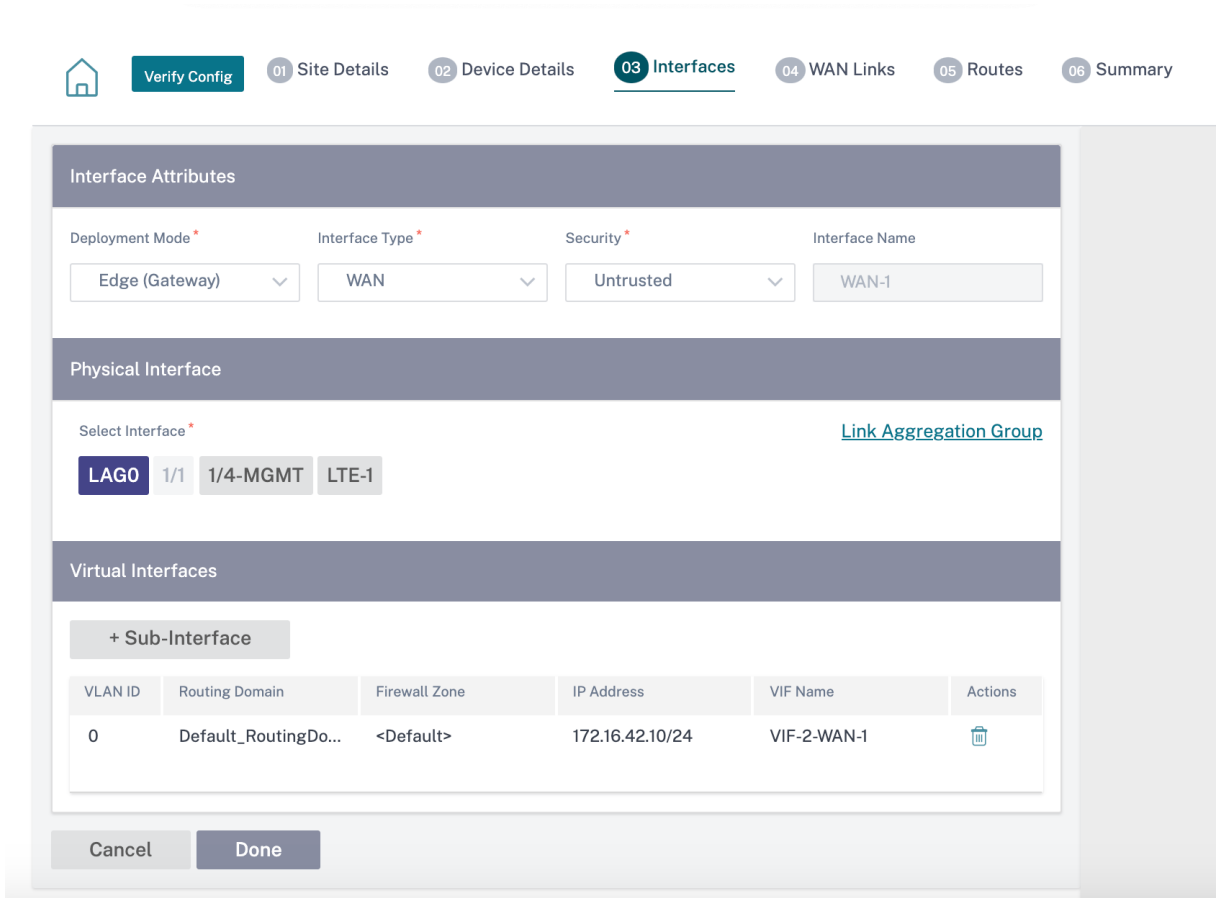 Verify Config 01 Site Details 02 Device Details 03 Interfaces 04 WAN Links 05 Routes 06 Summary
Interface Attributes
Deployment Mode* Interface Type* Security* Interface Name
Edge (Gateway) WAN Untrusted WAN-1
Physical Interface
Select Interface* Link Aggregation Group
LAG0 1/1 1/4-MGMT LTE-1
Virtual Interfaces
+ Sub-Interface
VLAN ID Routing Domain Firewall Zone IP Address VIF Name Actions
0 Default_RoutingDo... <Default> 172.16.42.10/24 VIF-2-WAN-1
Cancel Done